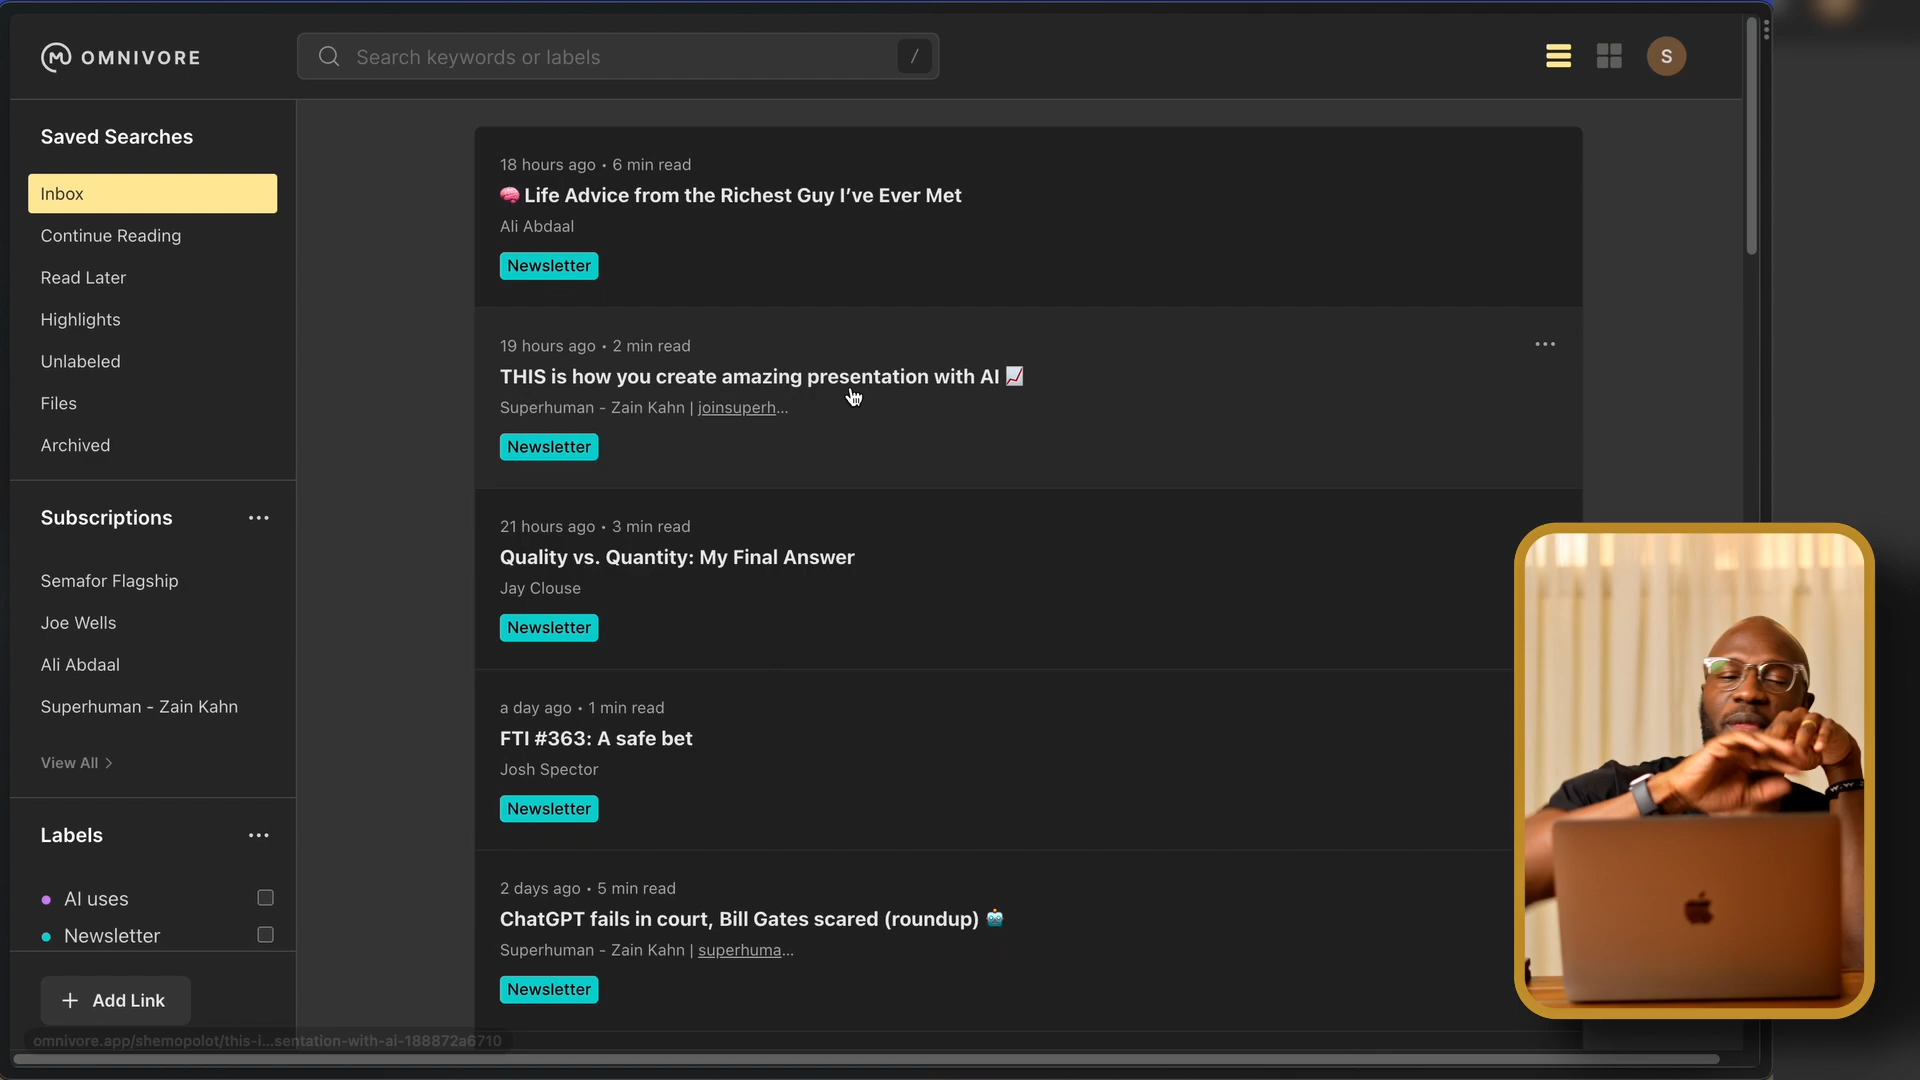 OMNIVORE
Search keywords or labels
/
S
Saved Searches
Inbox
Continue Reading
Read Later
Highlights
Unlabeled
Files
Archived
Subscriptions
Semafor Flagship
Joe Wells
Ali Abdaal
Superhuman - Zain Kahn
View All >
Labels
AI uses
Newsletter
+ Add Link
omnivore.app/shemopolot/this-i...sentation-with-ai-188872a6710
18 hours ago • 6 min read
🧠 Life Advice from the Richest Guy I’ve Ever Met
Ali Abdaal
Newsletter
19 hours ago • 2 min read
THIS is how you create amazing presentation with AI 📈
Superhuman - Zain Kahn | joinsuperh...
Newsletter
21 hours ago • 3 min read
Quality vs. Quantity: My Final Answer
Jay Clouse
Newsletter
a day ago • 1 min read
FTI #363: A safe bet
Josh Spector
Newsletter
2 days ago • 5 min read
ChatGPT fails in court, Bill Gates scared (roundup) 🤖
Superhuman - Zain Kahn | superhuma...
Newsletter